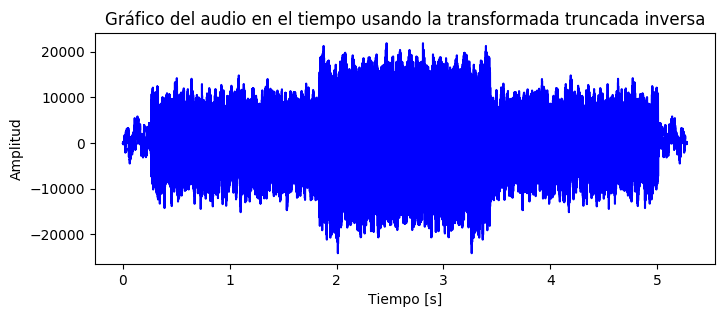 Gráfico del audio en el tiempo usando la transformada truncada inversa
20000
10000
0
−10000
−20000
Amplitud
0 1 2 3 4 5
Tiempo [s]